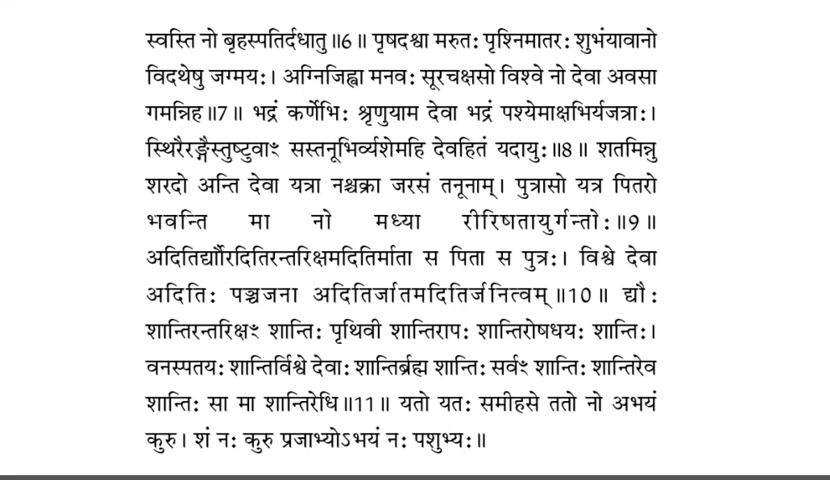 स्वस्ति नो बृहस्पतिर्दधातु॥6॥ पृषदश्वा मरुत: पृश्निमातर: शुभंयावानो
विदथेषु जग्मय:। अग्निजिह्वा मनव: सूरचक्षसो विश्वे नो देवा अवसा
गमन्निह॥7॥ भद्रं कर्णेभि: श्रृणुयाम देवा भद्रं पश्येमाक्षभिर्यजत्रा:।
स्थिरैरङ्गैस्तुष्टुवाꣳ सस्तनूभिर्व्यशेमहि देवहितं यदायु:॥8॥ शतमिन्नु
शरदो अन्ति देवा यत्रा नश्चक्रा जरसं तनूनाम्। पुत्रासो यत्र पितरो
भवन्ति मा नो मध्या रीरिषतायुर्गन्तो:॥9॥
अदितिर्द्यौरदितिरन्तरिक्षमदितिर्माता स पिता स पुत्र:। विश्वे देवा
अदिति: पञ्चजना अदितिर्जातमदितिर्जनित्वम्॥10॥ द्यौ:
शान्तिरन्तरिक्षꣳ शान्ति: पृथिवी शान्तिराप: शान्तिरोषधय: शान्ति:।
वनस्पतय: शान्तिर्विश्वे देवा: शान्तिर्ब्रह्म शान्ति: सर्वꣳ शान्ति: शान्तिरेव
शान्ति: सा मा शान्तिरेधि॥11॥ यतो यत: समीहसे ततो नो अभयं
कुरु। शं न: कुरु प्रजाभ्योऽभयं न: पशुभ्य:॥